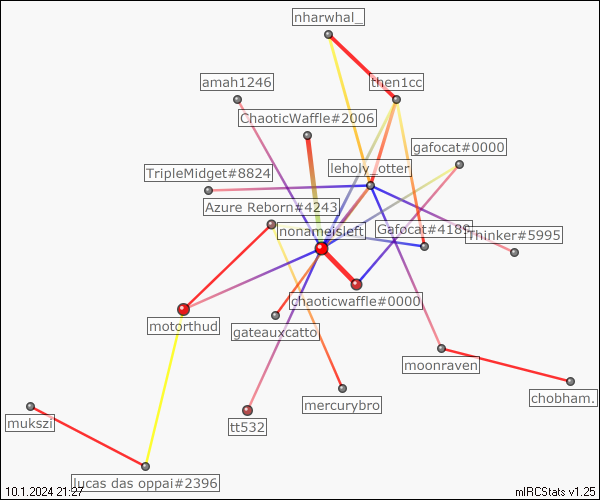 nharwhal_
amah1246
then1cc
ChaoticWaffle#2006
gafocat#0000
TripleMidget#8824
leholy_otter
Azure Reborn#4243
nonameisleft
Gafocat#4189
Thinker#5995
chaoticwaffle#0000
motorthud
gateauxcatto
moonraven
mercurybro
chobham.
mukszi
tt532
lucas das oppai#2396
10.1.2024 21:27
mIRCStats v1.25